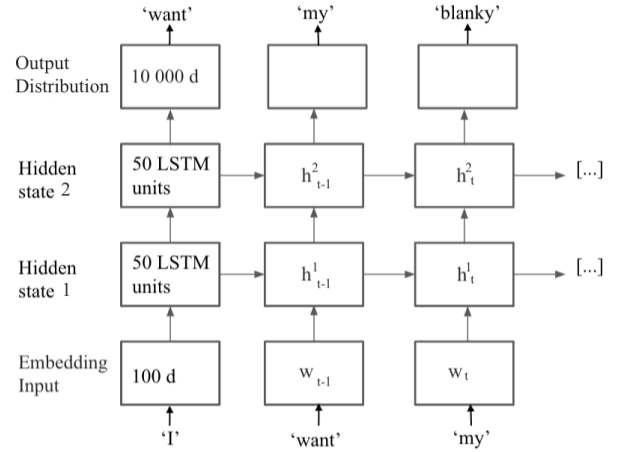 ‘want’ ‘my’ ‘blanky’
Output
Distribution
10 000 d
Hidden
state 2
50 LSTM
units
h²t-1
h²t
[...]
Hidden
state 1
50 LSTM
units
h¹t-1
h¹t
[...]
Embedding
Input
100 d
w t-1
wt
‘I’ ‘want’ ‘my’